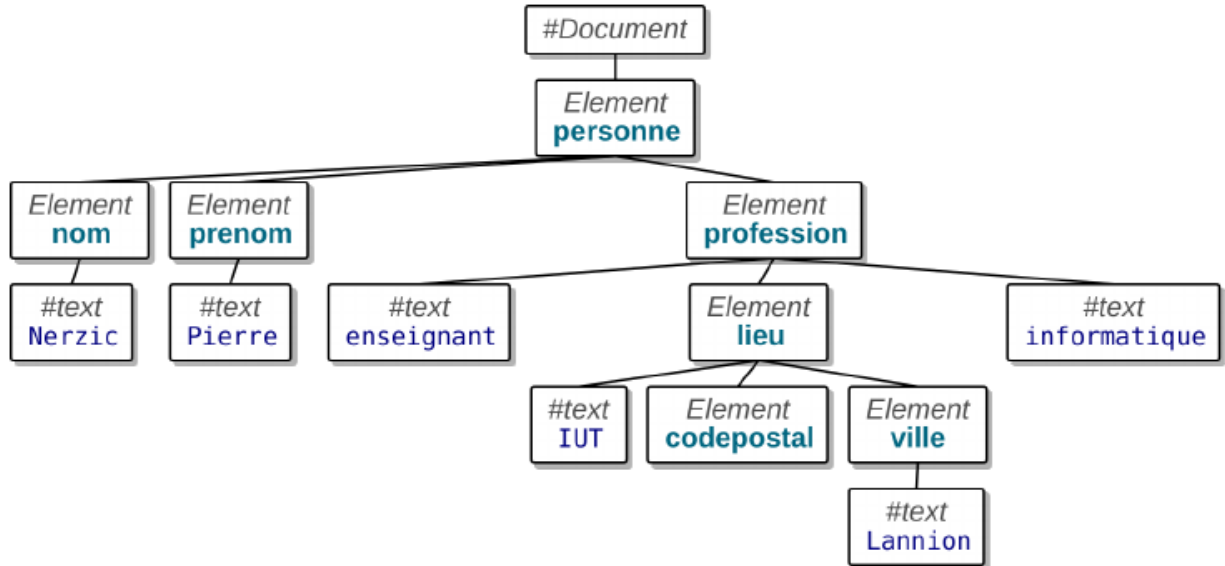 #Document
Element
personne
Element
nom
Element
prenom
Element
profession
#text
Nerzic
#text
Pierre
#text
enseignant
Element
lieu
#text
informatique
#text
IUT
Element
codepostal
Element
ville
#text
Lannion